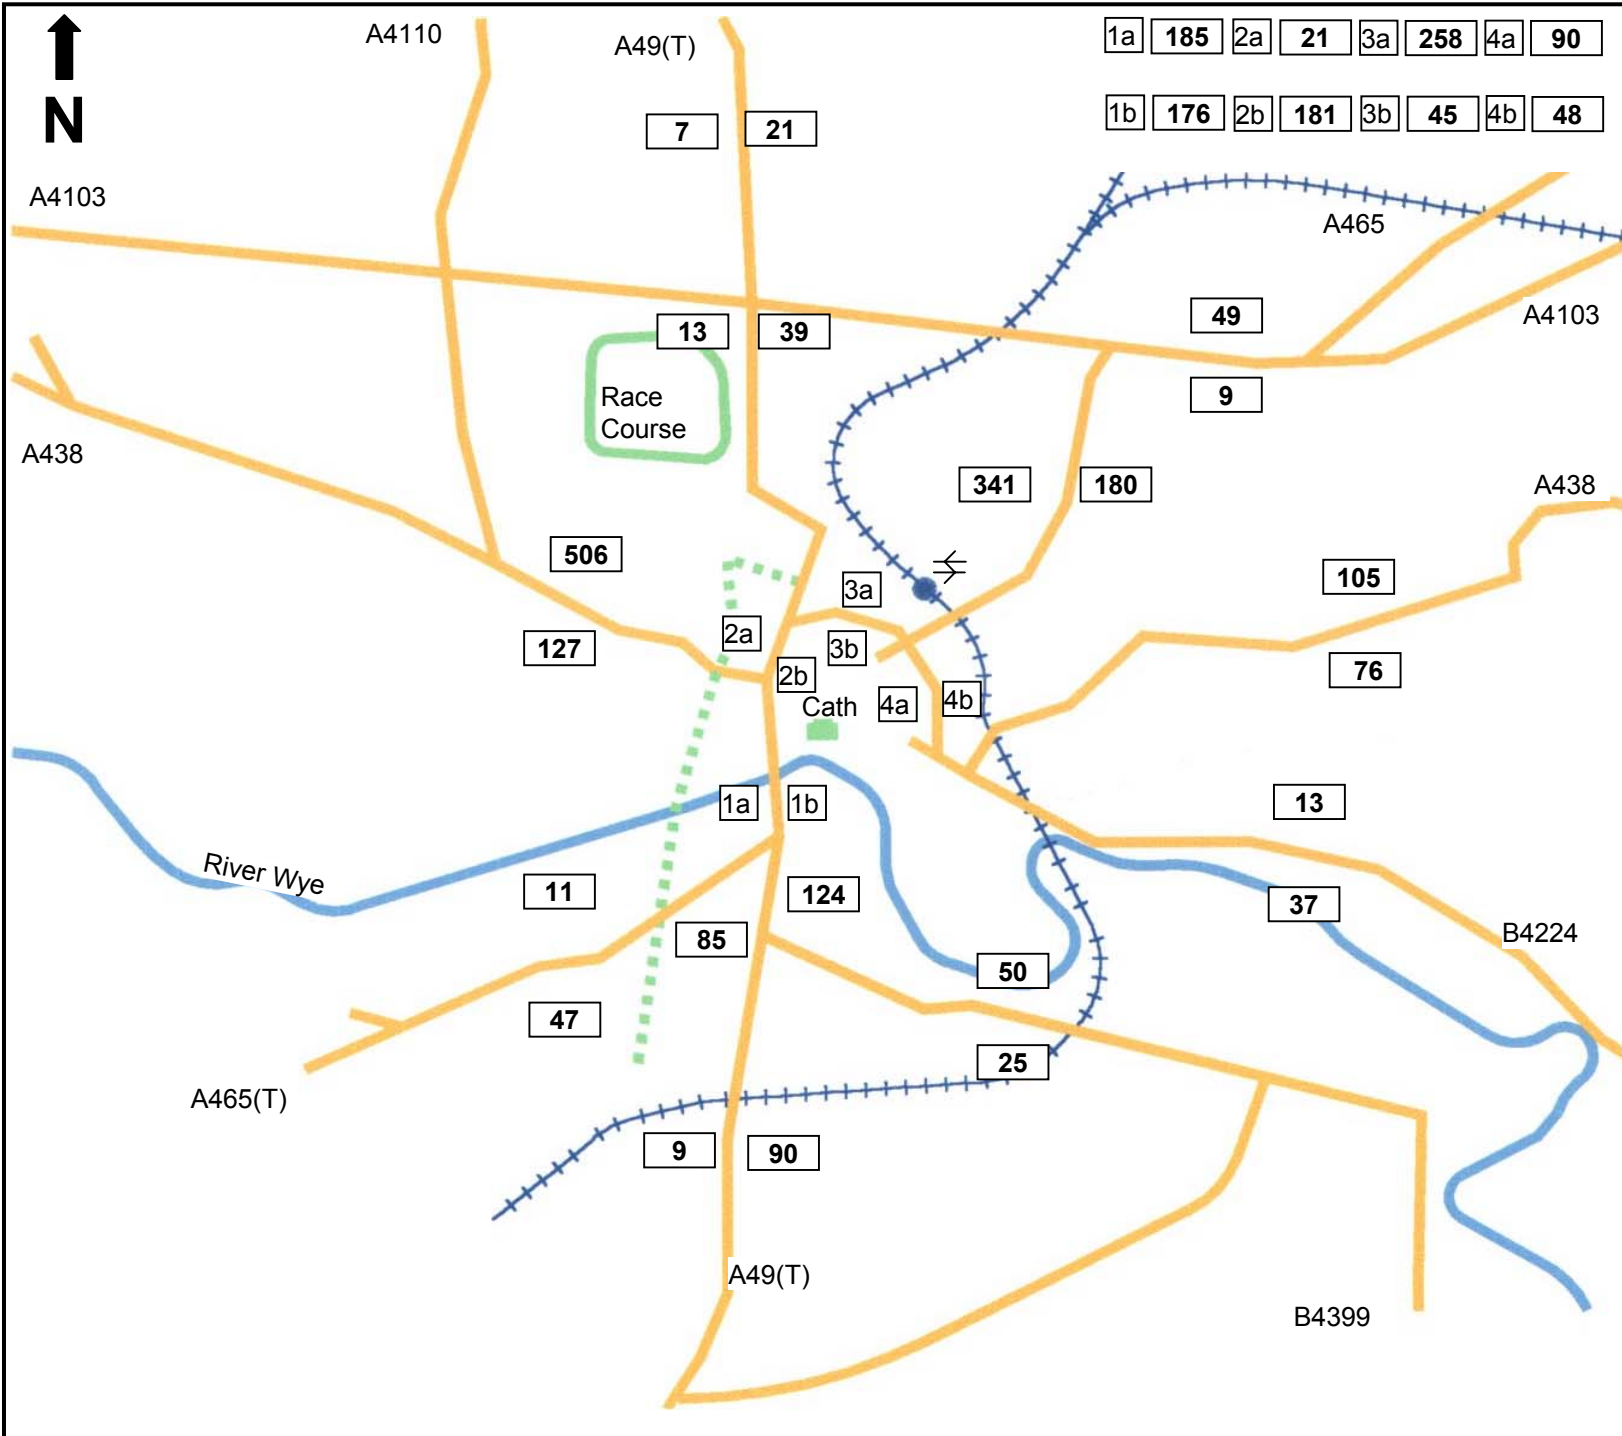 A4110
A49(T)
1a 185 2a 21 3a 258 4a 90
N
1b 176 2b 181 3b 45 4b 48
7 21
A4103
A465
49
A4103
13 39
9
Race
Course
A438
341 180
A438
506
105
3a
2a
127
3b
76
2b
4a
4b
Cath
1a
1b
13
River Wye
11
124
37
85
B4224
50
47
25
A465(T)
9 90
A49(T)
B4399